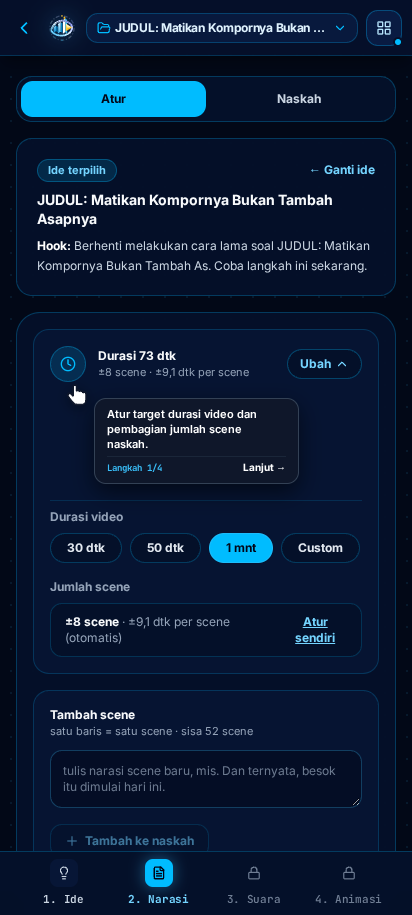 JUDUL: Matikan Kompornya Bukan ...
Atur
Naskah
Ide terpilih
← Ganti ide
JUDUL: Matikan Kompornya Bukan Tambah
Asapnya
Hook: Berhenti melakukan cara lama soal JUDUL: Matikan
Kompornya Bukan Tambah As. Coba langkah ini sekarang.
Durasi 73 dtk
±8 scene · ±9,1 dtk per scene
Ubah
Atur target durasi video dan
pembagian jumlah scene
naskah.
Langkah 1/4
Lanjut →
Durasi video
30 dtk
50 dtk
1 mnt
Custom
Jumlah scene
±8 scene · ±9,1 dtk per scene
(otomatis)
Atur
sendiri
Tambah scene
satu baris = satu scene · sisa 52 scene
tulis narasi scene baru, mis. Dan ternyata, besok
itu dimulai hari ini.
+ Tambah ke naskah
1. Ide
2. Narasi
3. Suara
4. Animasi